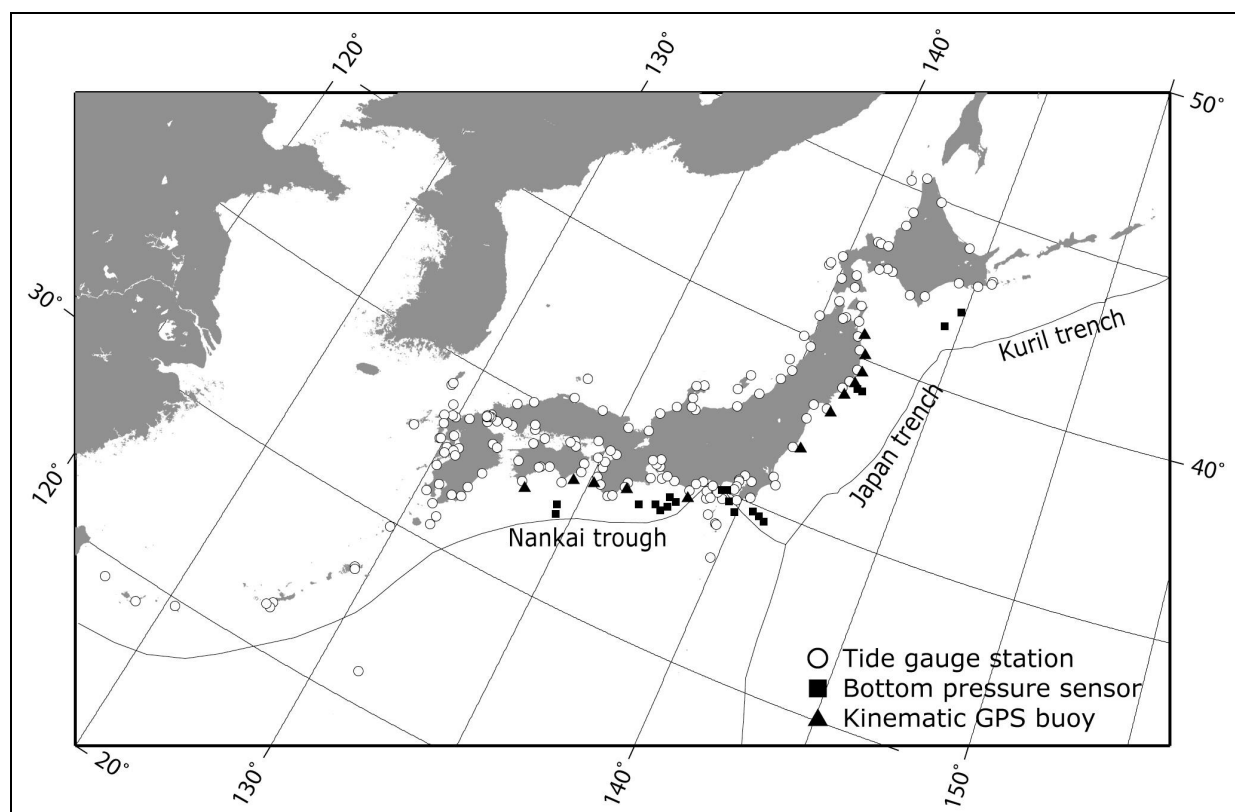 120°
130°
140°
50°
30°
Kuril trench
Japan trench
40°
120°
Nankai trough
Tide gauge station
Bottom pressure sensor
Kinematic GPS buoy
20°
130°
140°
150°